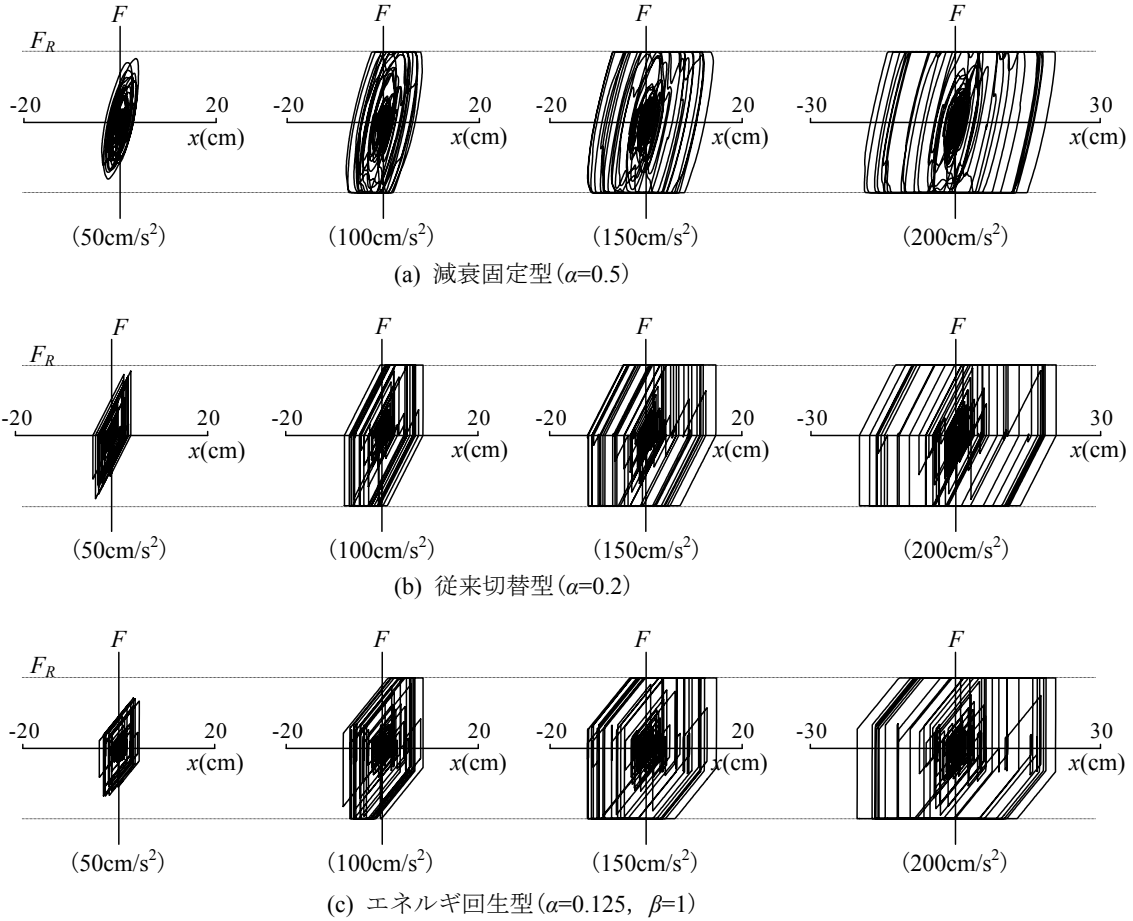 F F F F
F_R
-20 20 -20 20 -20 20 -30 30
x(cm) x(cm) x(cm) x(cm)
(50cm/s²) (100cm/s²) (150cm/s²) (200cm/s²)
(a) 減衰固定型(α=0.5)
F F F F
F_R
-20 20 -20 20 -20 20 -30 30
x(cm) x(cm) x(cm) x(cm)
(50cm/s²) (100cm/s²) (150cm/s²) (200cm/s²)
(b) 従来切替型(α=0.2)
F F F F
F_R
-20 20 -20 20 -20 20 -30 30
x(cm) x(cm) x(cm) x(cm)
(50cm/s²) (100cm/s²) (150cm/s²) (200cm/s²)
(c) エネルギ回生型(α=0.125, β=1)